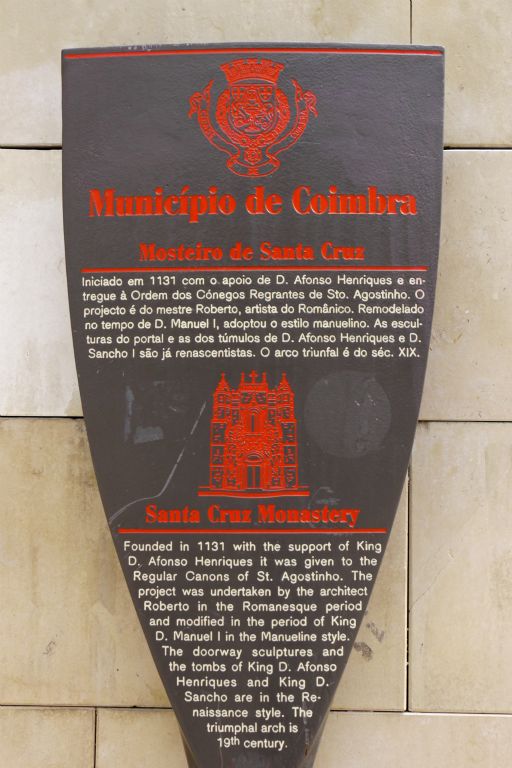 Município de Coimbra
Mosteiro de Santa Cruz
Iniciado em 1131 com o apoio de D. Afonso Henriques e en-
tregue à Ordem dos Cónegos Regrantes de Sto. Agostinho. O
projecto é do mestre Roberto, artista do Românico. Remodelado
no tempo de D. Manuel I, adoptou o estilo manuelino. As escul-
turas do portal e as dos túmulos de D. Afonso Henriques e D.
Sancho I são já renascentistas. O arco triunfal é do séc. XIX.
Santa Cruz Monastery
Founded in 1131 with the support of King
D. Afonso Henriques it was given to the
Regular Canons of St. Agostinho. The
project was undertaken by the architect
Roberto in the Romanesque period
and modified in the period of King
D. Manuel I in the Manueline style.
The doorway sculptures and
the tombs of King D. Afonso
Henriques and King D.
Sancho are in the Re-
naissance style. The
triumphal arch is
19th century.